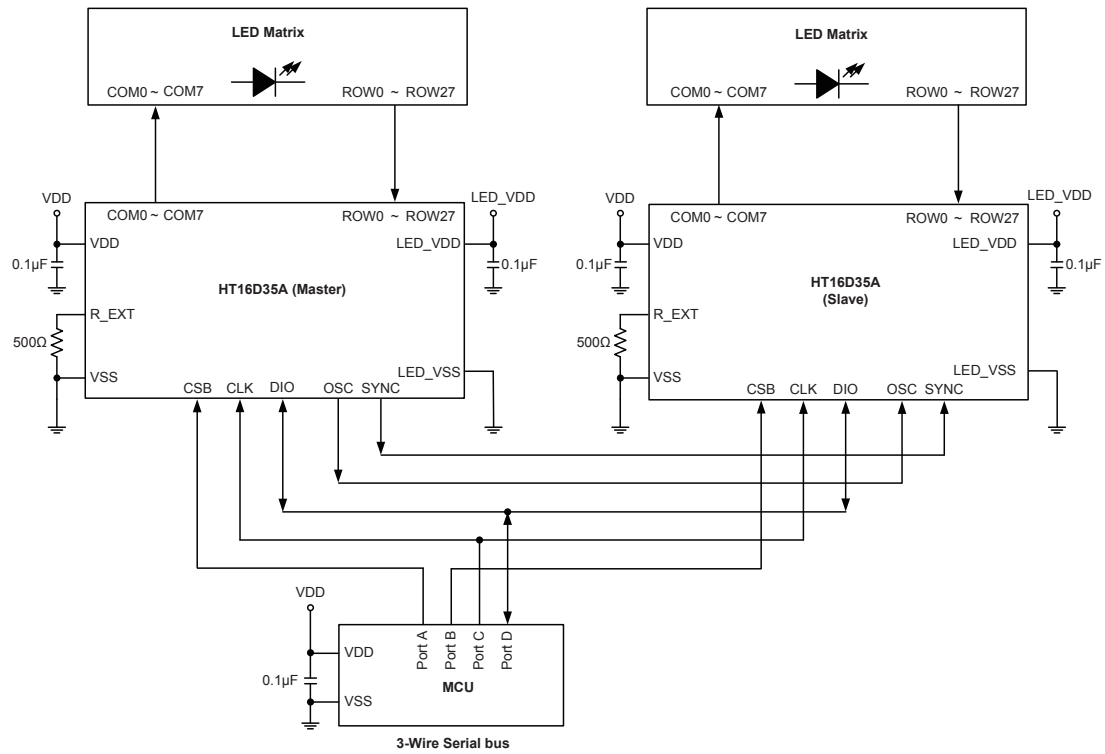 LED Matrix
COM0 ~ COM7 ROW0 ~ ROW27
LED Matrix
COM0 ~ COM7 ROW0 ~ ROW27
VDD
LED_VDD
COM0 ~ COM7 ROW0 ~ ROW27
VDD LED_VDD
0.1µF
0.1µF
HT16D35A (Master)
R_EXT
500Ω
VSS LED_VSS
CSB CLK DIO OSC SYNC
VDD
LED_VDD
COM0 ~ COM7 ROW0 ~ ROW27
VDD LED_VDD
0.1µF
0.1µF
HT16D35A
(Slave)
R_EXT
500Ω
VSS LED_VSS
CSB CLK DIO OSC SYNC
VDD
Port A
Port B
Port C
Port D
VDD
0.1µF
MCU
VSS
3-Wire Serial bus